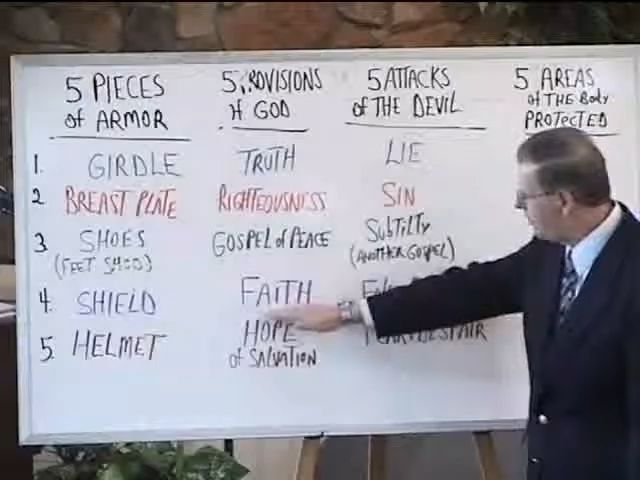 5 PIECES
of ARMOR
5 PROVISIONS
of GOD
5 ATTACKS
OF THE DEVIL
5 AREAS
of THE Body
PROTECTED
1. GIRDLE TRUTH LIE
2 BREAST PLATE RIGHTEOUSNESS SIN
3 SHOES GOSPEL of PEACE SubTilTy
(FEET SHOD) (ANOTHER GOSPEL)
4. SHIELD FAITH
5. HELMET HOPE
of SALVATION